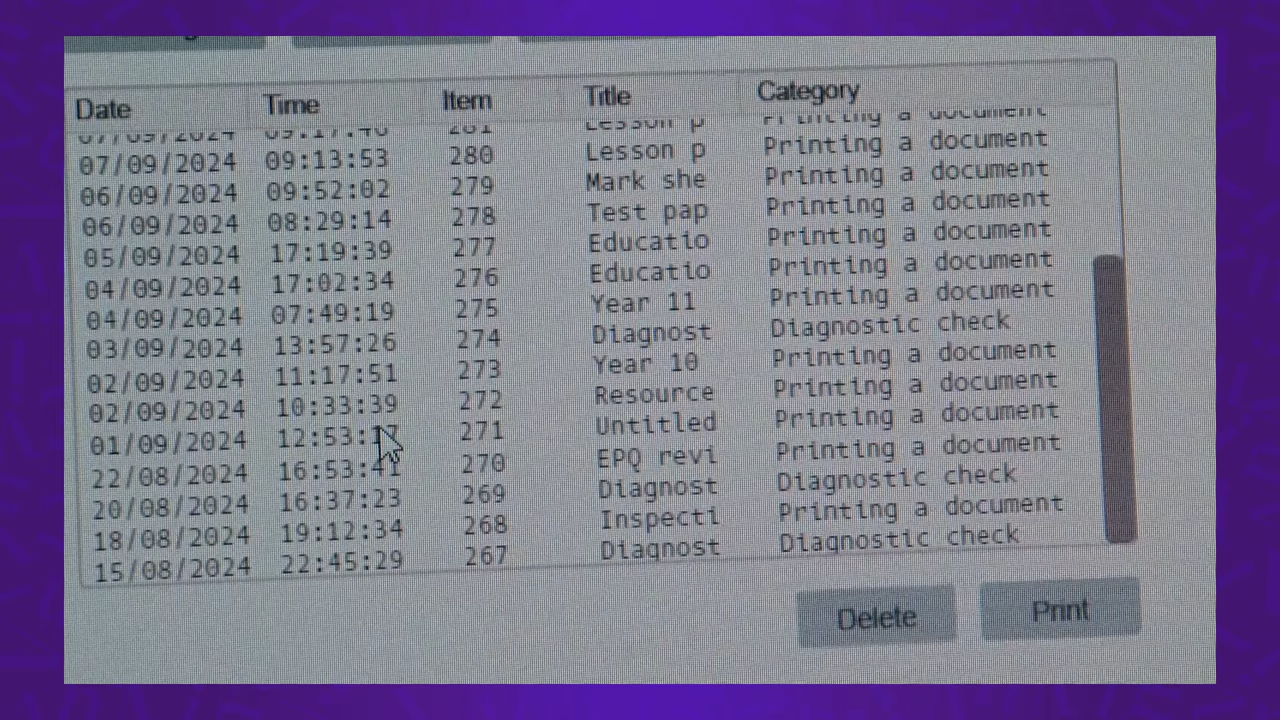 Date Time Item Title Category
281 Lesson p Printing a document
07/09/2024 09:13:53 280 Lesson p Printing a document
06/09/2024 09:52:02 279 Mark she Printing a document
06/09/2024 08:29:14 278 Test pap Printing a document
05/09/2024 17:19:39 277 Educatio Printing a document
04/09/2024 17:02:34 276 Educatio Printing a document
04/09/2024 07:49:19 275 Year 11 Printing a document
03/09/2024 13:57:26 274 Diagnost Diagnostic check
02/09/2024 11:17:51 273 Year 10 Printing a document
02/09/2024 10:33:39 272 Resource Printing a document
01/09/2024 271 Untitled Printing a document
22/08/2024 16:53:41 270 EPQ revi Printing a document
20/08/2024 16:37:23 269 Diagnost Diagnostic check
18/08/2024 19:12:34 268 Inspecti Printing a document
15/08/2024 22:45:29 267 Diagnost Diagnostic check
Delete Print